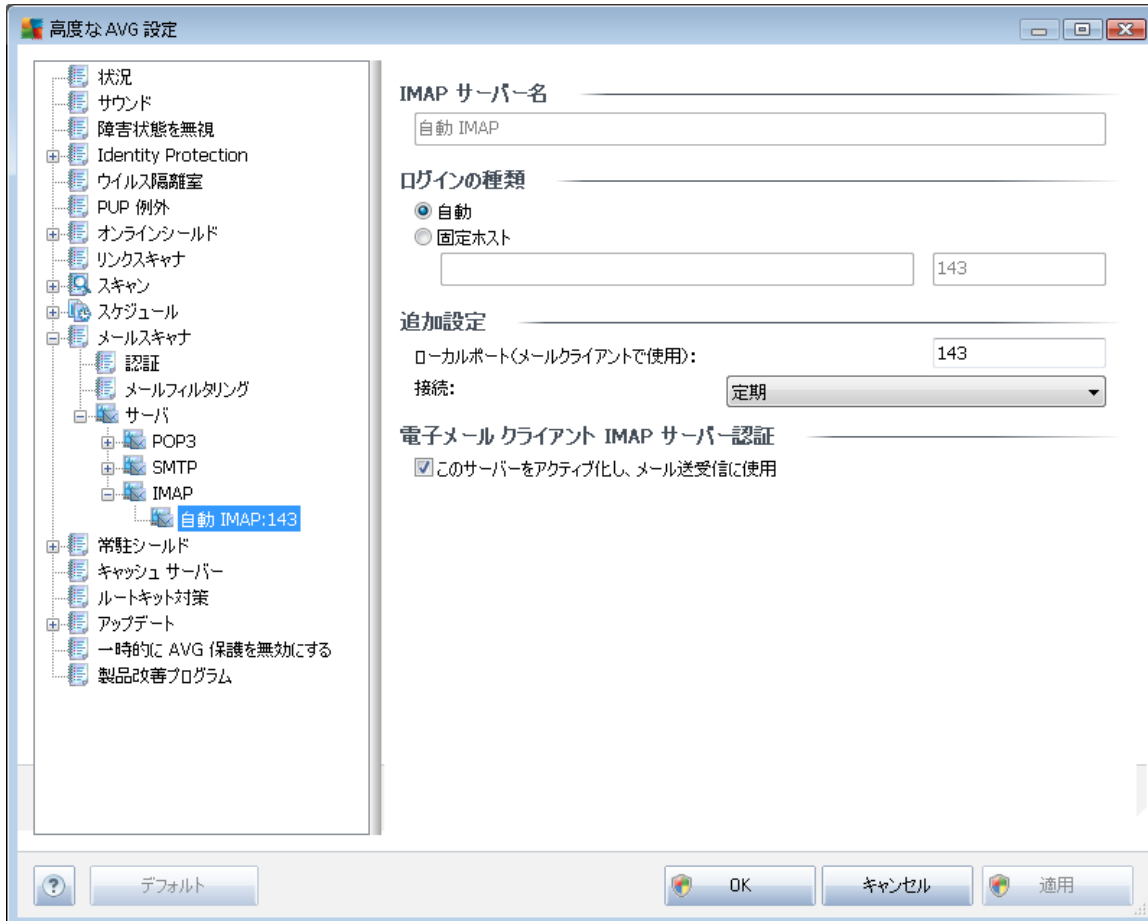 高度な AVG 設定
状況
サウンド
障害状態を無視
Identity Protection
ウイルス隔離室
PUP 例外
オンラインシールド
リンクスキャナ
スキャン
スケジュール
メールスキャナ
認証
メールフィルタリング
サーバ
POP3
SMTP
IMAP
自動 IMAP:143
常駐シールド
キャッシュ サーバー
ルートキット対策
アップデート
一時的に AVG 保護を無効にする
製品改善プログラム
IMAP サーバー名
自動 IMAP
ログインの種類
自動
固定ホスト
143
追加設定
ローカルポート(メールクライアントで使用): 143
接続: 定期
電子メール クライアント IMAP サーバー認証
このサーバーをアクティブ化し、メール送受信に使用
? デフォルト OK キャンセル 適用